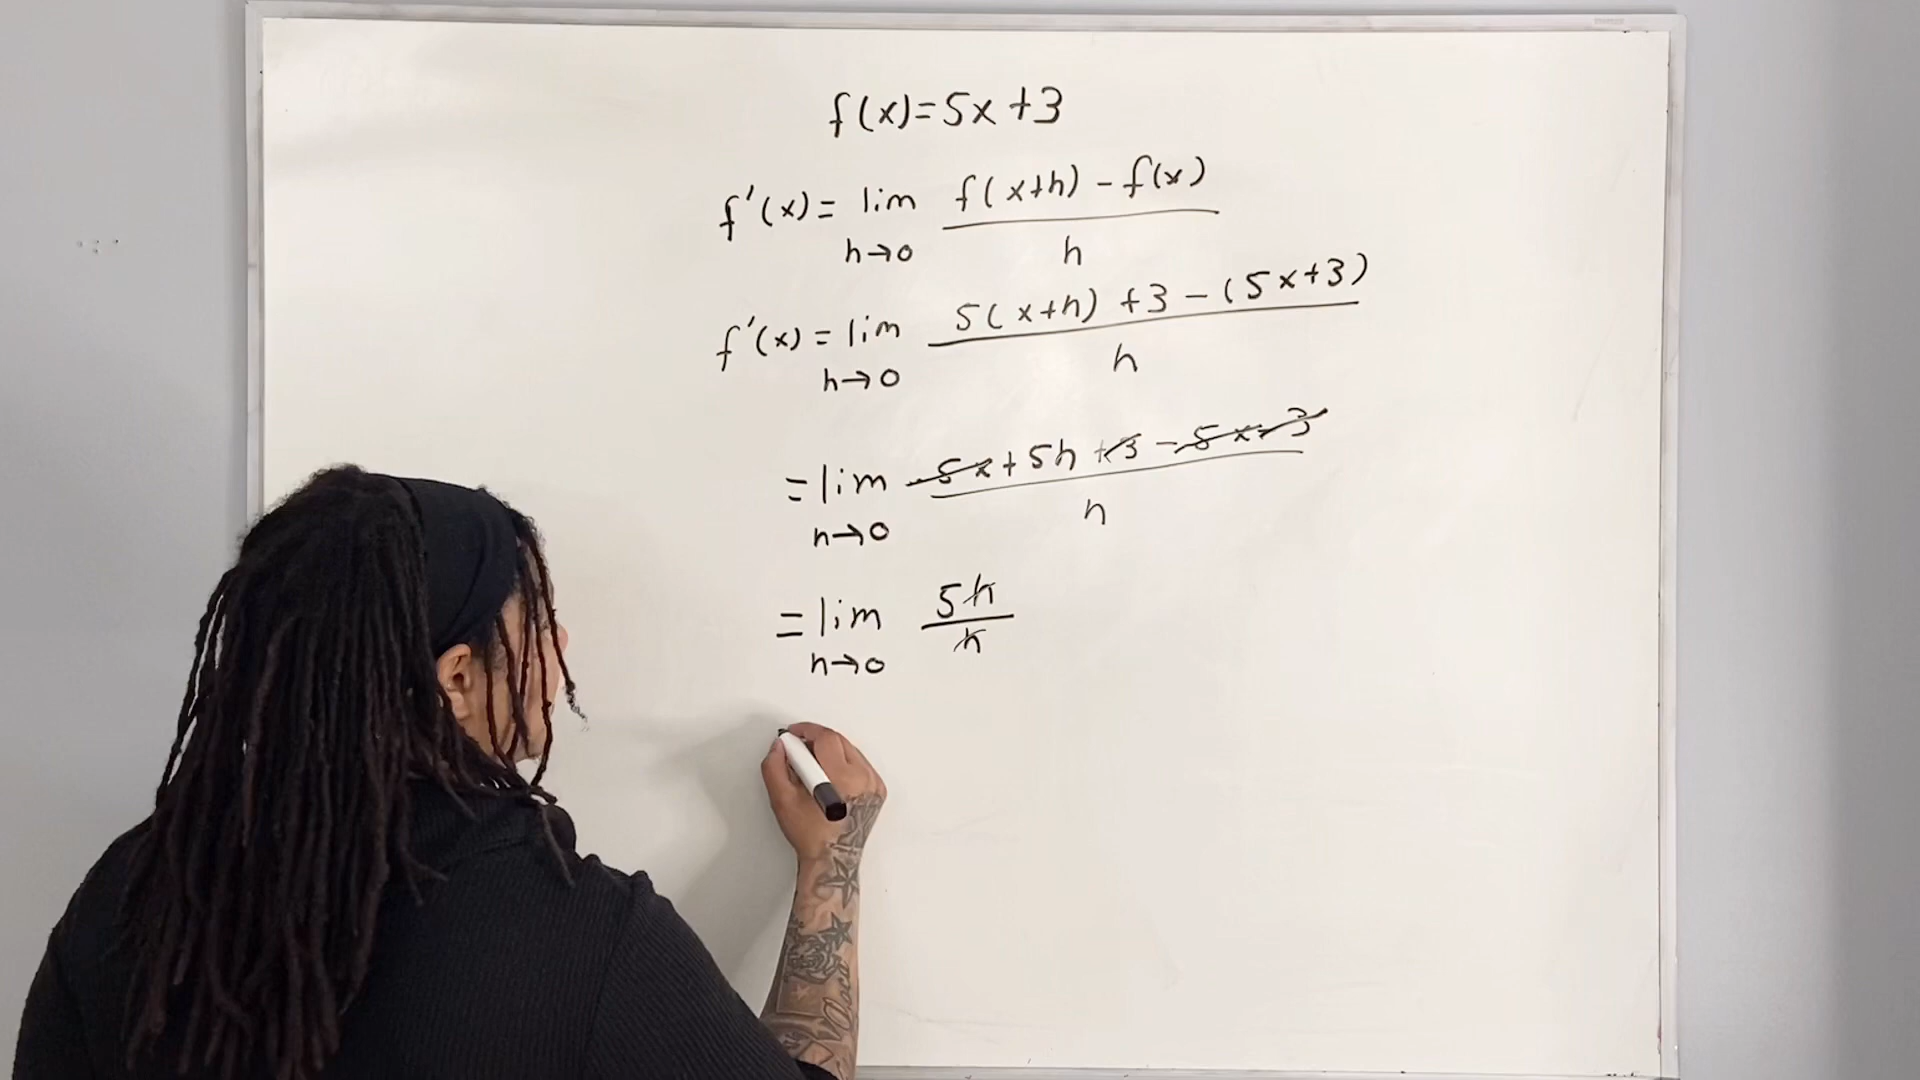 f(x)=5x+3
f'(x)= lim h→0 f(x+h)-f(x) / h
f'(x)= lim h→0 5(x+h)+3-(5x+3) / h
=lim h→0 5x+5h+3-5x-3 / h
=lim h→0 5h / h